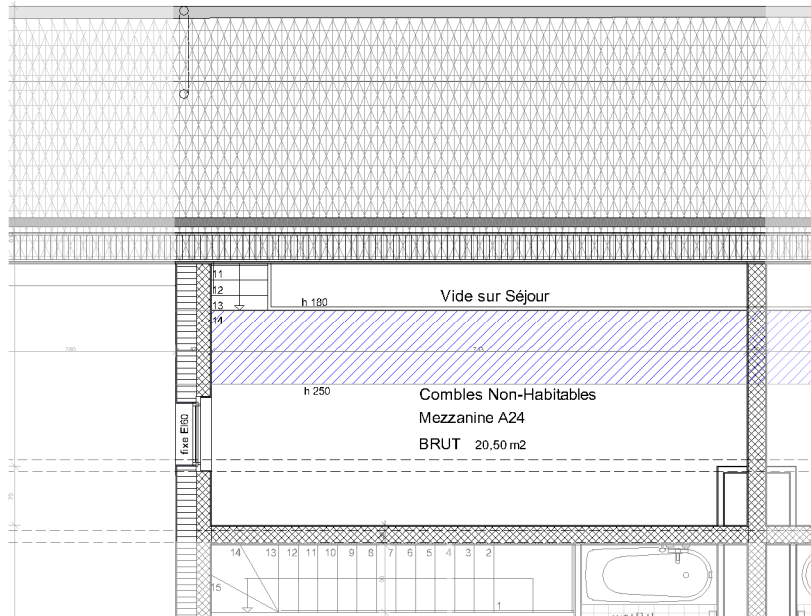 11
12
13
14
h 180
Vide sur Séjour
280
h 250
Combles Non-Habitables
Mezzanine A24
BRUT 20,50 m2
fixe EI60
14 13 12 11 10 9 8 7 6 5 4 3 2
15
1